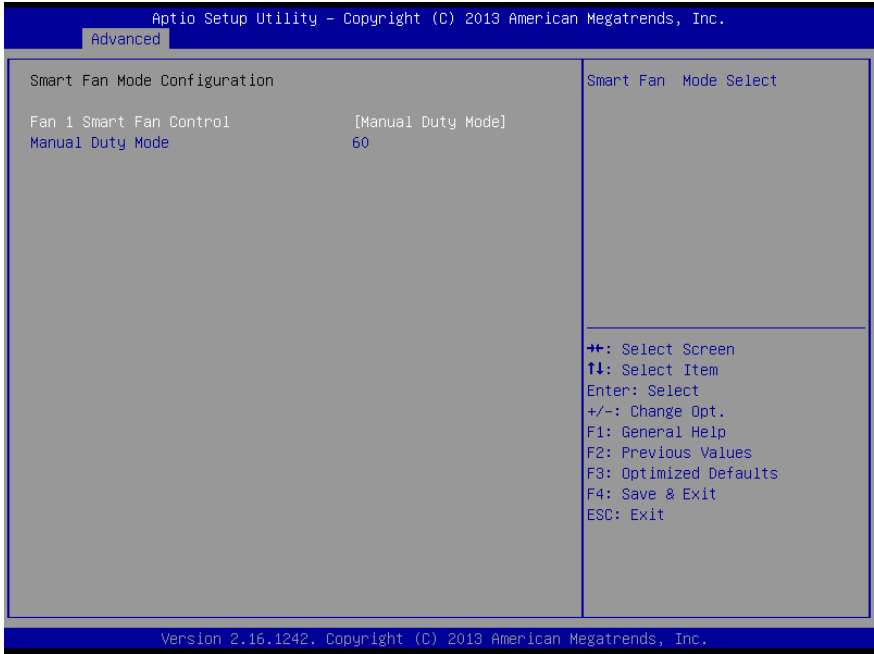 Aptio Setup Utility – Copyright (C) 2013 American Megatrends, Inc.
Advanced
Smart Fan Mode Configuration
Fan 1 Smart Fan Control [Manual Duty Mode]
Manual Duty Mode 60
Smart Fan  Mode Select
→←: Select Screen
↑↓: Select Item
Enter: Select
+/-: Change Opt.
F1: General Help
F2: Previous Values
F3: Optimized Defaults
F4: Save & Exit
ESC: Exit
Version 2.16.1242. Copyright (C) 2013 American Megatrends, Inc.